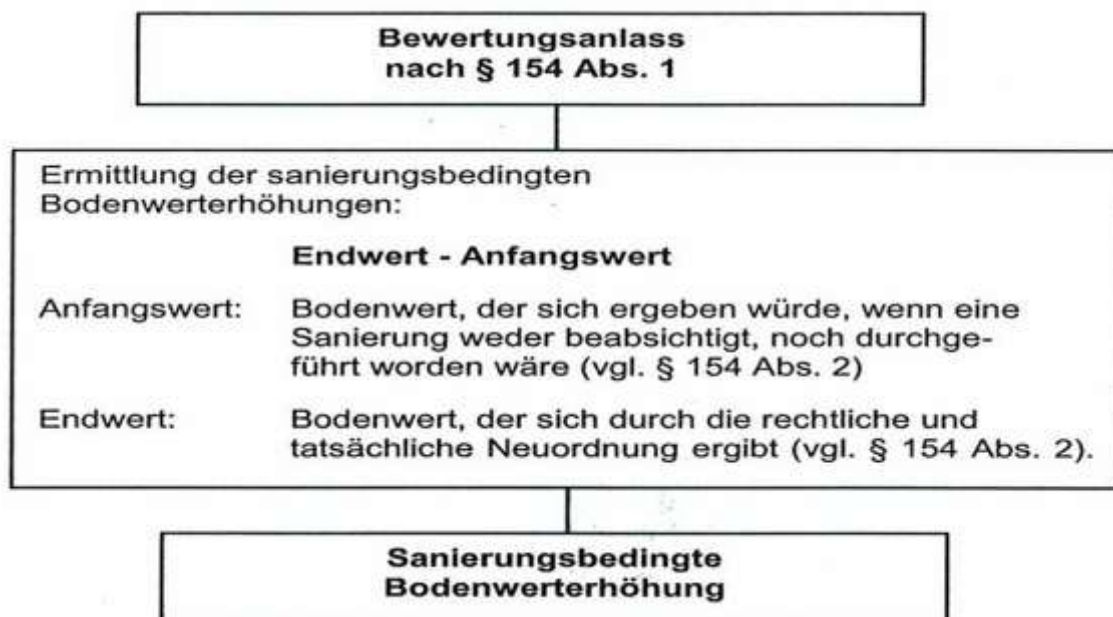 Bewertungsanlass
nach § 154 Abs. 1
Ermittlung der sanierungsbedingten
Bodenwerterhöhungen:
Endwert - Anfangswert
Anfangswert: Bodenwert, der sich ergeben würde, wenn eine
Sanierung weder beabsichtigt, noch durchge-
führt worden wäre (vgl. § 154 Abs. 2)
Endwert: Bodenwert, der sich durch die rechtliche und
tatsächliche Neuordnung ergibt (vgl. § 154 Abs. 2).
Sanierungsbedingte
Bodenwerterhöhung